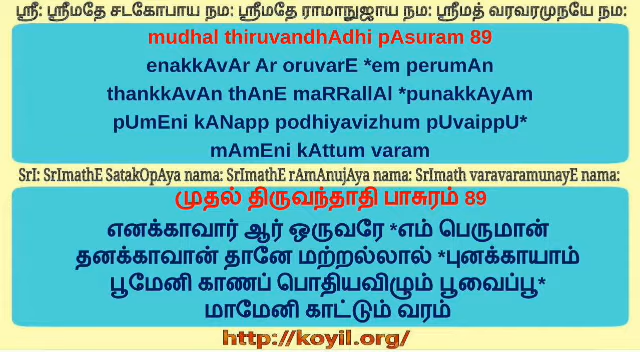 ஸ்ரீ: ஸ்ரீமதே சடகோபாய நம: ஸ்ரீமதே ராமாநுஜாய நம: ஸ்ரீமத் வரவரமுநயே நம:
mudhal thiruvandhAdhi pAsuram 89
enakkAvAr Ar oruvarE *em perumAn
thankkAvAn thAnE maRRallAl *punakkAyAm
pUmEni kANapp podhiyavizhum pUvaippU*
mAmEni kAttum varam
SrI: SrImathE SatakOpAya nama: SrImathE rAmAnujAya nama: SrImath varavaramunayE nama:
முதல் திருவந்தாதி பாசுரம் 89
எனக்காவார் ஆர் ஒருவரே *எம் பெருமான்
தனக்காவான் தானே மற்றல்லால் *புனக்காயாம்
பூமேனி காணப் பொதியவிழும் பூவைப்பூ*
மாமேனி காட்டும் வரம்
http://koyil.org/